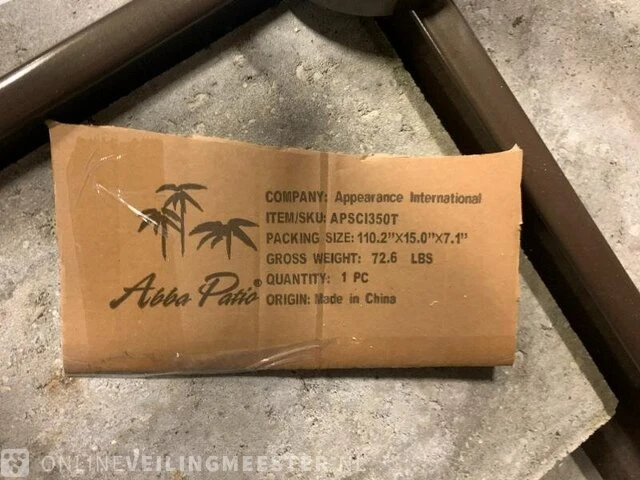 COMPANY: Appearance International
ITEM/SKU: APSCI350T
PACKING SIZE: 110.2"X15.0"X7.1"
GROSS WEIGHT: 72.6 LBS
QUANTITY: 1 PC
ORIGIN: Made in China
Abba Patio®
ONLINEVEILINGMEESTER.NL